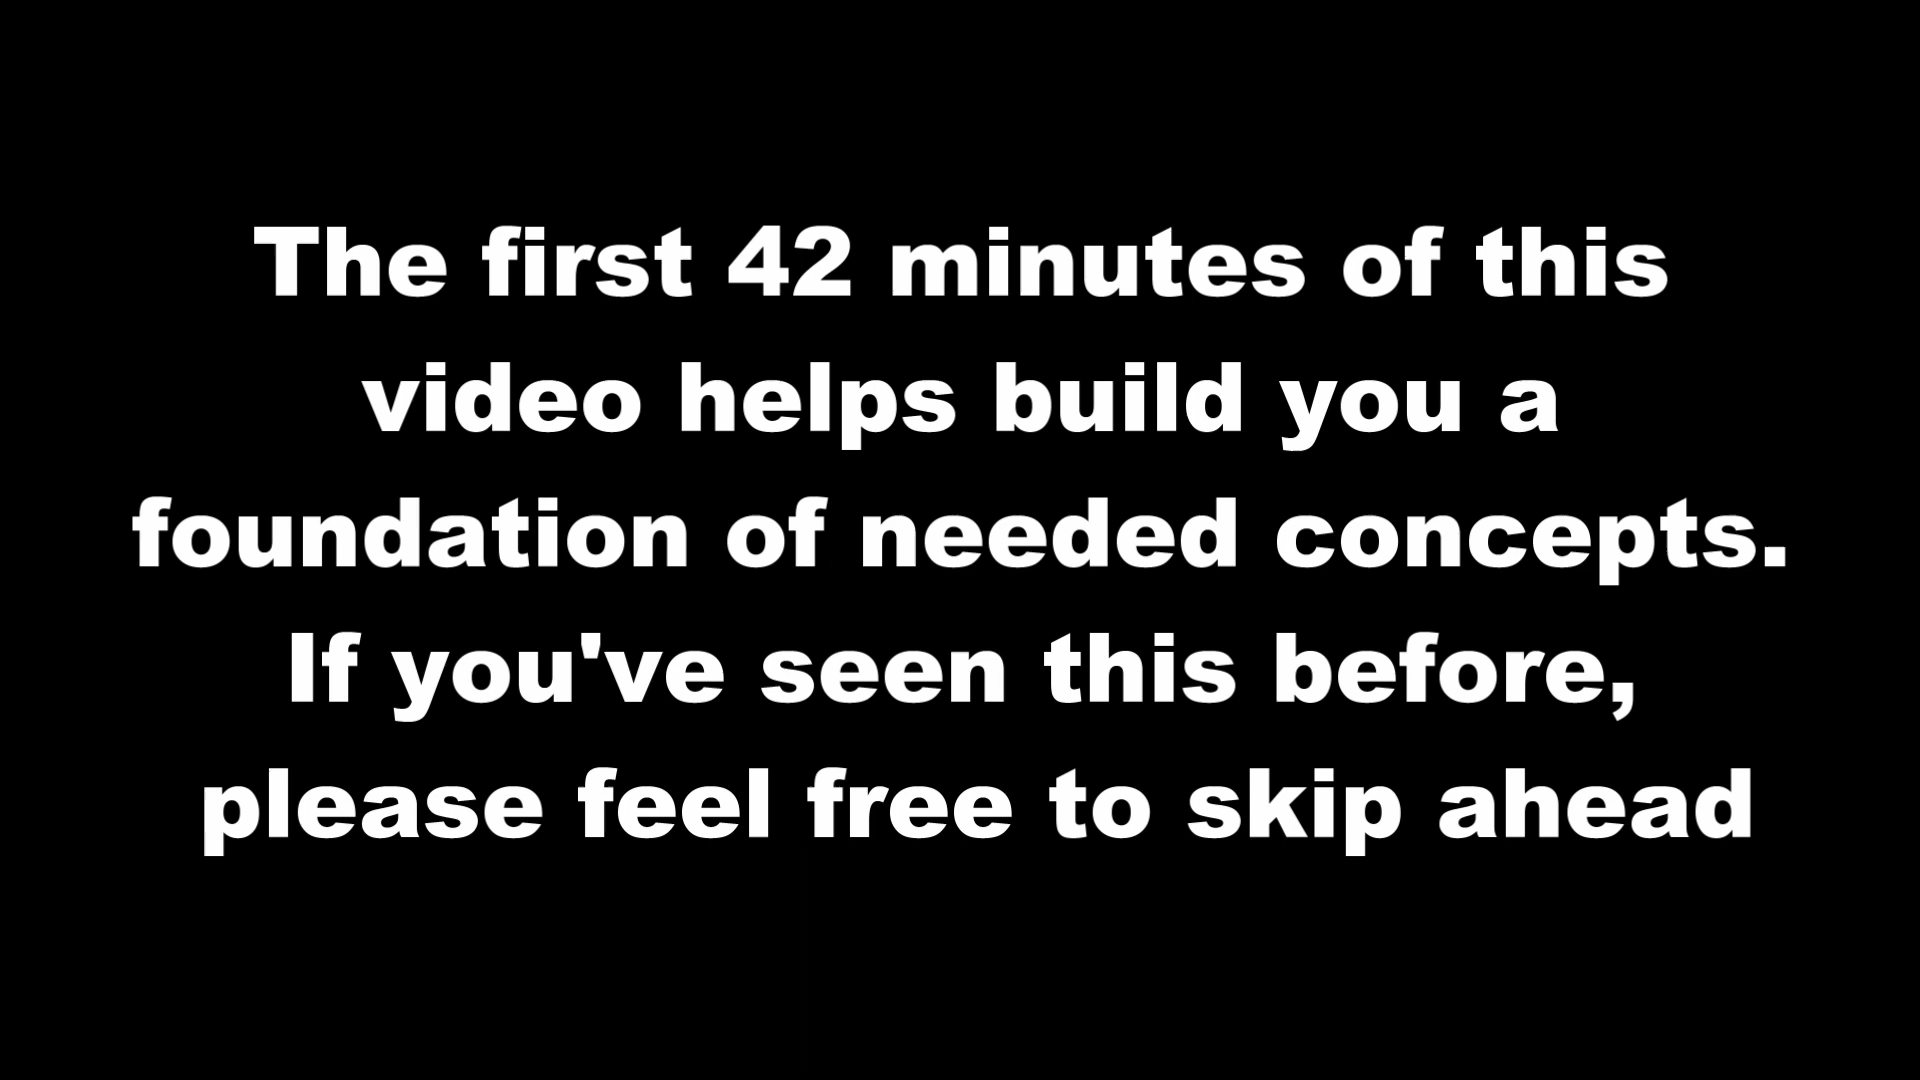 The first 42 minutes of this
video helps build you a
foundation of needed concepts.
If you've seen this before,
please feel free to skip ahead